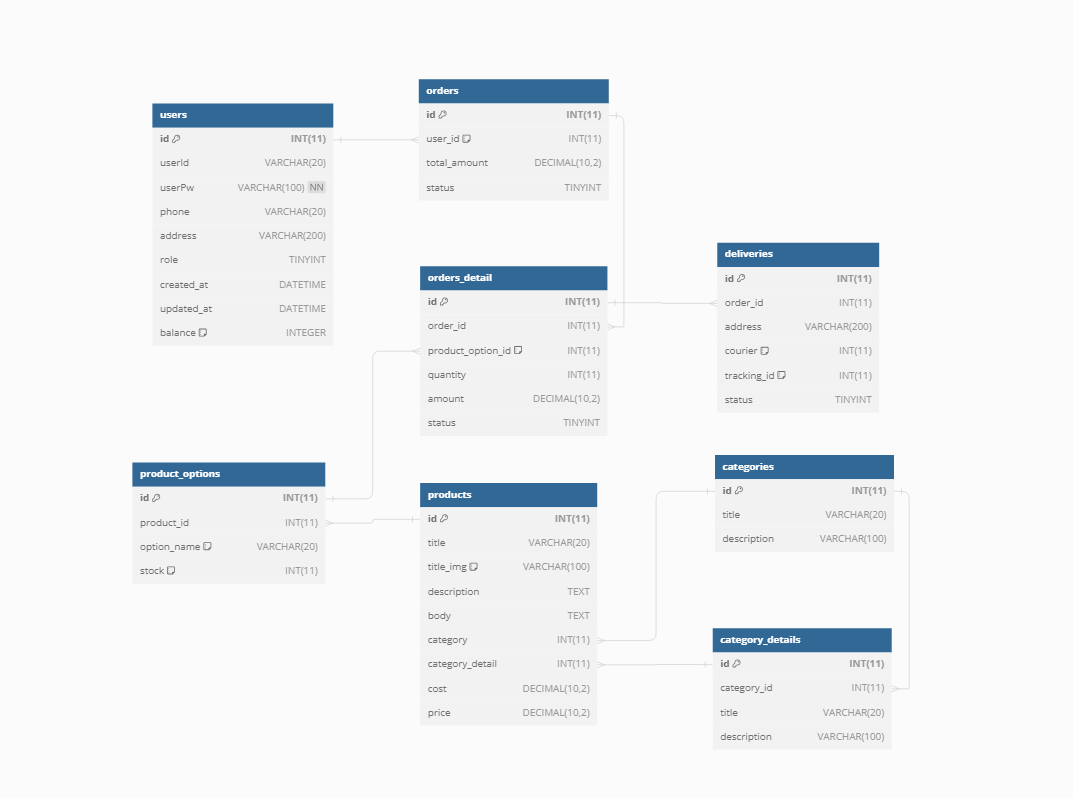 users
id INT(11)
userId VARCHAR(20)
userPw VARCHAR(100) NN
phone VARCHAR(20)
address VARCHAR(200)
role TINYINT
created_at DATETIME
updated_at DATETIME
balance INTEGER
orders
id INT(11)
user_id INT(11)
total_amount DECIMAL(10,2)
status TINYINT
orders_detail
id INT(11)
order_id INT(11)
product_option_id INT(11)
quantity INT(11)
amount DECIMAL(10,2)
status TINYINT
deliveries
id INT(11)
order_id INT(11)
address VARCHAR(200)
courier INT(11)
tracking_id INT(11)
status TINYINT
product_options
id INT(11)
product_id INT(11)
option_name VARCHAR(20)
stock INT(11)
products
id INT(11)
title VARCHAR(20)
title_img VARCHAR(100)
description TEXT
body TEXT
category INT(11)
category_detail INT(11)
cost DECIMAL(10,2)
price DECIMAL(10,2)
categories
id INT(11)
title VARCHAR(20)
description VARCHAR(100)
category_details
id INT(11)
category_id INT(11)
title VARCHAR(20)
description VARCHAR(100)